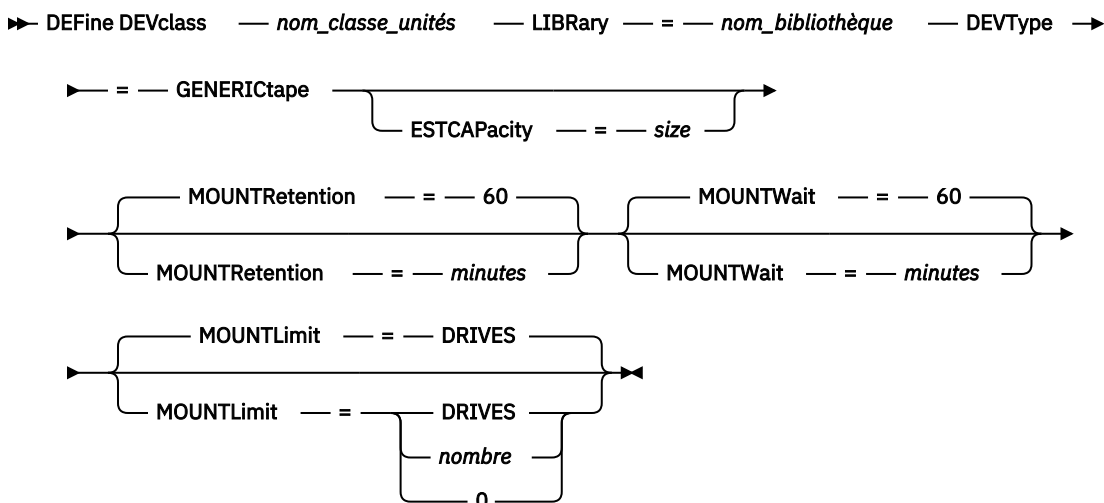 DEFine DEVclass nom_classe_unités LIBRary = nom_bibliothèque DEVType
= GENERICtape
ESTCAPacity = size
MOUNTRetention = 60 MOUNTWait = 60
MOUNTRetention = minutes MOUNTWait = minutes
MOUNTLimit = DRIVES
MOUNTLimit = DRIVES
nombre
0